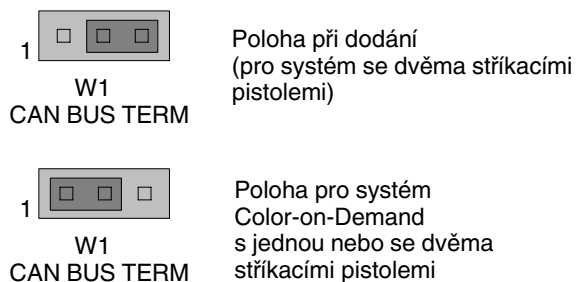 1
W1
CAN BUS TERM
Poloha při dodání
(pro systém se dvěma stříkacími
pistolemi)
1
W1
CAN BUS TERM
Poloha pro systém
Color-on-Demand
s jednou nebo se dvěma
stříkacími pistolemi